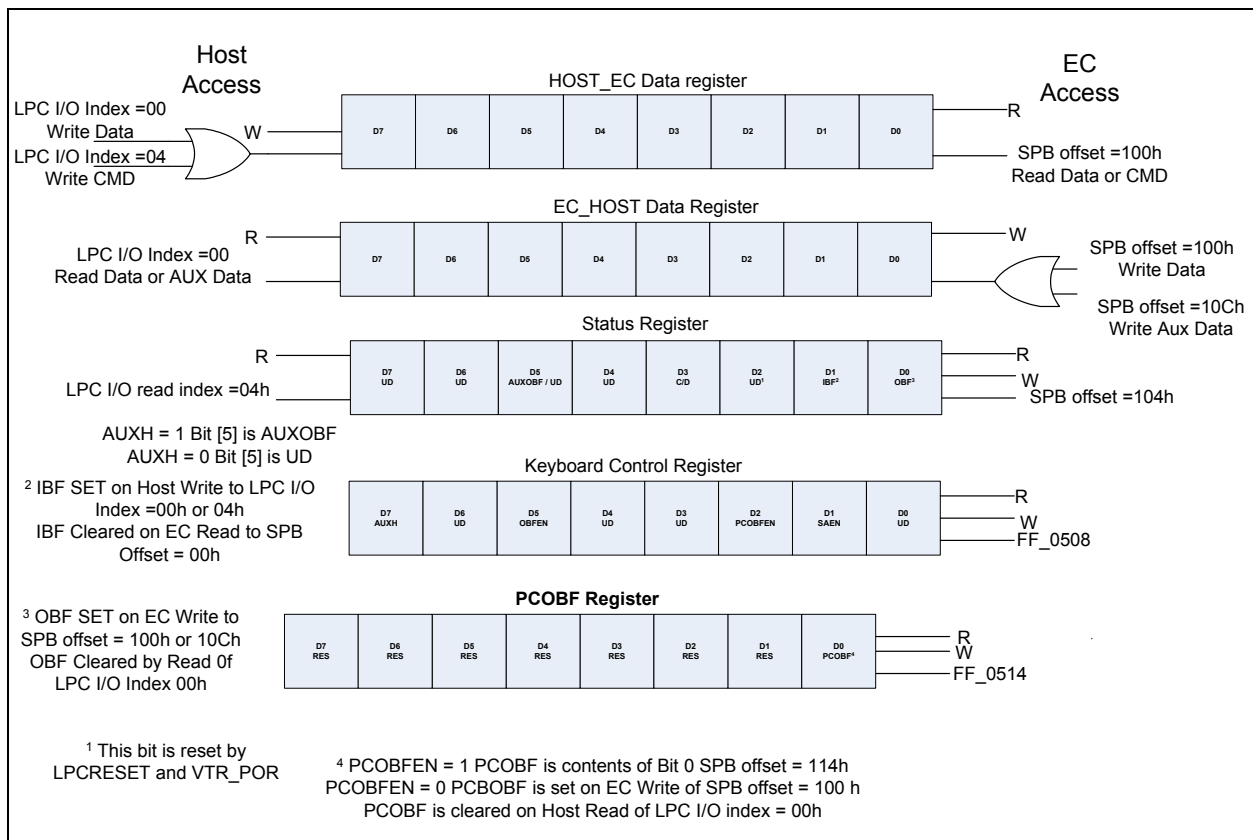 Host
Access
EC
Access
HOST_EC Data register
LPC I/O Index =00
Write Data
LPC I/O Index =04
Write CMD
W
D7 D6 D5 D4 D3 D2 D1 D0
R
SPB offset =100h
Read Data or CMD
EC_HOST Data Register
R
LPC I/O Index =00
Read Data or AUX Data
D7 D6 D5 D4 D3 D2 D1 D0
W
SPB offset =100h
Write Data
SPB offset =10Ch
Write Aux Data
Status Register
R
LPC I/O read index =04h
D7 D6 D5 D4 D3 D2 D1 D0
UD UD AUXOBF / UD UD C/D UD¹ IBF² OBF³
R
W
SPB offset =104h
AUXH = 1 Bit [5] is AUXOBF
AUXH = 0 Bit [5] is UD
Keyboard Control Register
² IBF SET on Host Write to LPC I/O
Index =00h or 04h
IBF Cleared on EC Read to SPB
Offset = 00h
D7 D6 D5 D4 D3 D2 D1 D0
AUXH UD OBFEN UD UD PCOBFEN SAEN UD
R
W
FF_0508
PCOBF Register
³ OBF SET on EC Write to
SPB offset = 100h or 10Ch
OBF Cleared by Read 0f
LPC I/O Index 00h
D7 D6 D5 D4 D3 D2 D1 D0
RES RES RES RES RES RES RES PCOBF⁴
R
W
FF_0514
¹ This bit is reset by
LPCRESET and VTR_POR
⁴ PCOBFEN = 1 PCOBF is contents of Bit 0 SPB offset = 114h
PCOBFEN = 0 PCBOBF is set on EC Write of SPB offset = 100 h
PCOBF is cleared on Host Read of LPC I/O index = 00h